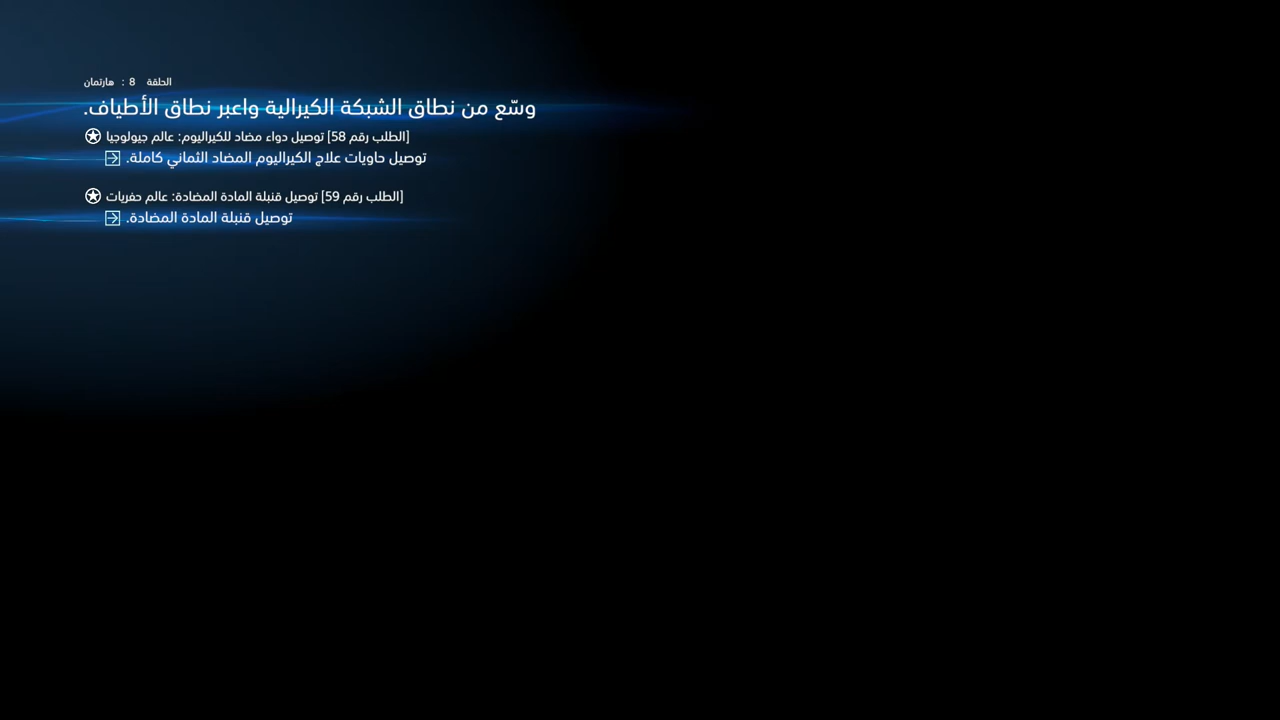 الحلقة 8 : هارتمان
وسّع من نطاق الشبكة الكيرالية واعبر نطاق الأطياف.
[الطلب رقم 58] توصيل دواء مضاد للكيراليوم: عالم جيولوجيا
توصيل حاويات علاج الكيراليوم المضاد الثماني كاملة.
[الطلب رقم 59] توصيل قنبلة المادة المضادة: عالم حفريات
توصيل قنبلة المادة المضادة.